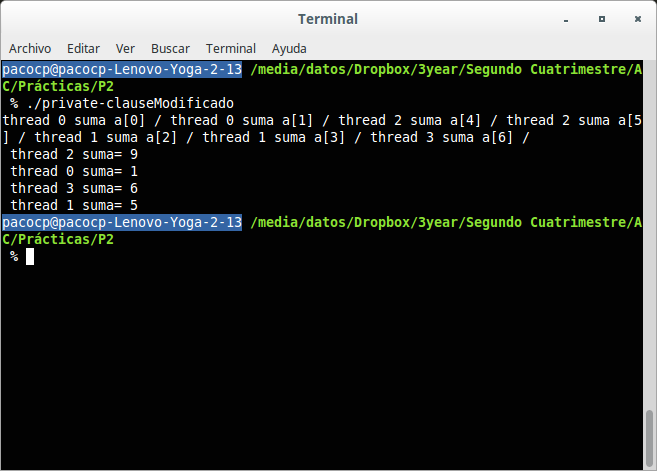 Terminal
Archivo Editar Ver Buscar Terminal Ayuda
pacocp@pacocp-Lenovo-Yoga-2-13 /media/datos/Dropbox/3year/Segundo Cuatrimestre/A
C/Prácticas/P2
% ./private-clauseModificado
thread 0 suma a[0] / thread 0 suma a[1] / thread 2 suma a[4] / thread 2 suma a[5
] / thread 1 suma a[2] / thread 1 suma a[3] / thread 3 suma a[6] /
thread 2 suma= 9
thread 0 suma= 1
thread 3 suma= 6
thread 1 suma= 5
pacocp@pacocp-Lenovo-Yoga-2-13 /media/datos/Dropbox/3year/Segundo Cuatrimestre/A
C/Prácticas/P2
%